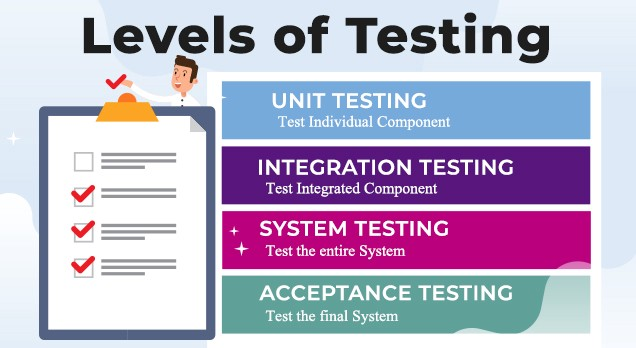 Levels of Testing
UNIT TESTING
Test Individual Component
INTEGRATION TESTING
Test Integrated Component
SYSTEM TESTING
Test the entire System
ACCEPTANCE TESTING
Test the final System